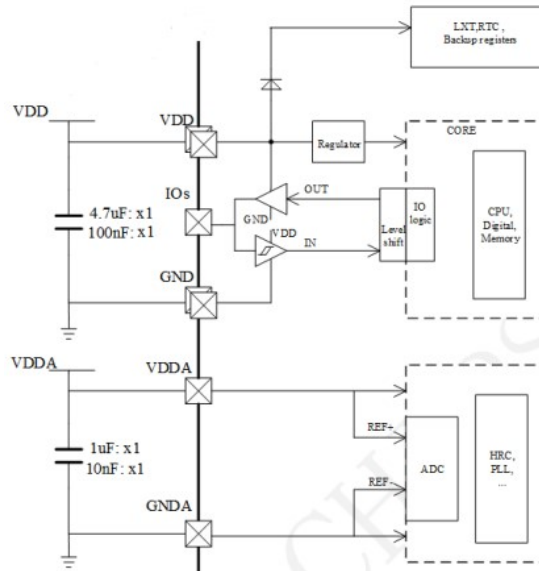 LXT,RTC ,
Backup registers
VDD
VDD
Regulator
CORE
IOs
OUT
GND
VDD
IN
Level
shift
IO
logic
CPU,
Digital,
Memory
4.7uF: x1
100nF: x1
GND
VDDA
VDDA
REF+
ADC
HRC,
PLL,
...
1uF: x1
10nF: x1
REF-
GNDA